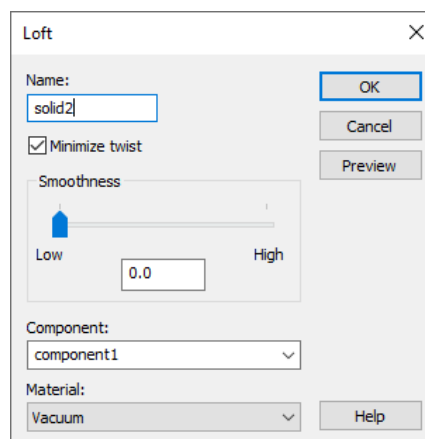 Loft
Name:
solid2
OK
Cancel
Minimize twist
Preview
Smoothness
Low
High
0.0
Component:
component1
Material:
Vacuum
Help